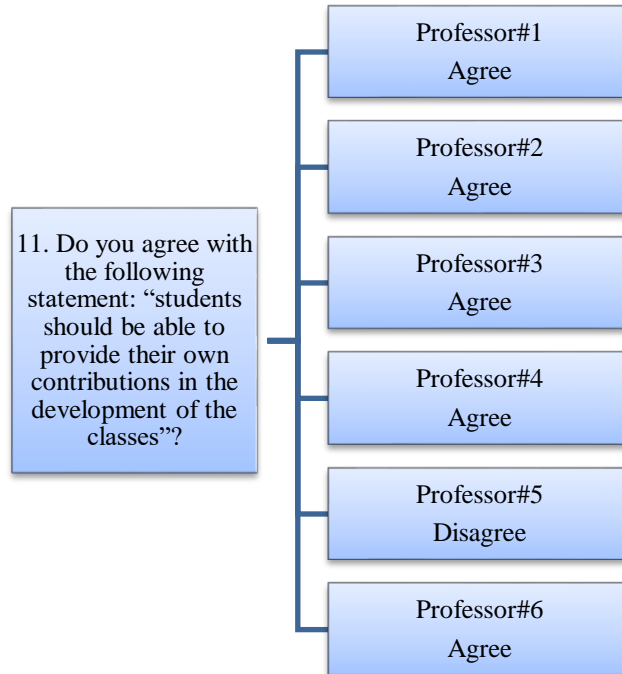 11. Do you agree with
the following
statement: “students
should be able to
provide their own
contributions in the
development of the
classes”?
Professor#1
Agree
Professor#2
Agree
Professor#3
Agree
Professor#4
Agree
Professor#5
Disagree
Professor#6
Agree